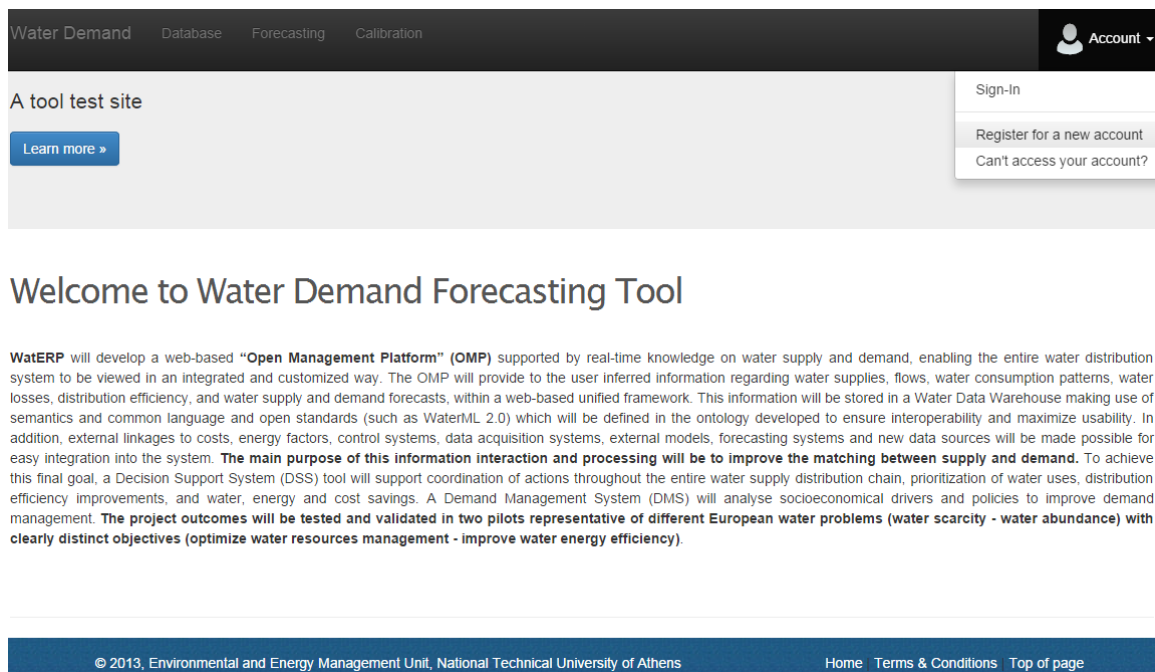 Water Demand Database Forecasting Calibration Account
A tool test site
Learn more »
Sign-In
Register for a new account
Can't access your account?
Welcome to Water Demand Forecasting Tool
WatERP will develop a web-based “Open Management Platform” (OMP) supported by real-time knowledge on water supply and demand, enabling the entire water distribution
system to be viewed in an integrated and customized way. The OMP will provide to the user inferred information regarding water supplies, flows, water consumption patterns, water
losses, distribution efficiency, and water supply and demand forecasts, within a web-based unified framework. This information will be stored in a Water Data Warehouse making use of
semantics and common language and open standards (such as WaterML 2.0) which will be defined in the ontology developed to ensure interoperability and maximize usability. In
addition, external linkages to costs, energy factors, control systems, data acquisition systems, external models, forecasting systems and new data sources will be made possible for
easy integration into the system. The main purpose of this information interaction and processing will be to improve the matching between supply and demand. To achieve
this final goal, a Decision Support System (DSS) tool will support coordination of actions throughout the entire water supply distribution chain, prioritization of water uses, distribution
efficiency improvements, and water, energy and cost savings. A Demand Management System (DMS) will analyse socioeconomical drivers and policies to improve demand
management. The project outcomes will be tested and validated in two pilots representative of different European water problems (water scarcity - water abundance) with
clearly distinct objectives (optimize water resources management - improve water energy efficiency).
© 2013, Environmental and Energy Management Unit, National Technical University of Athens Home | Terms & Conditions | Top of page